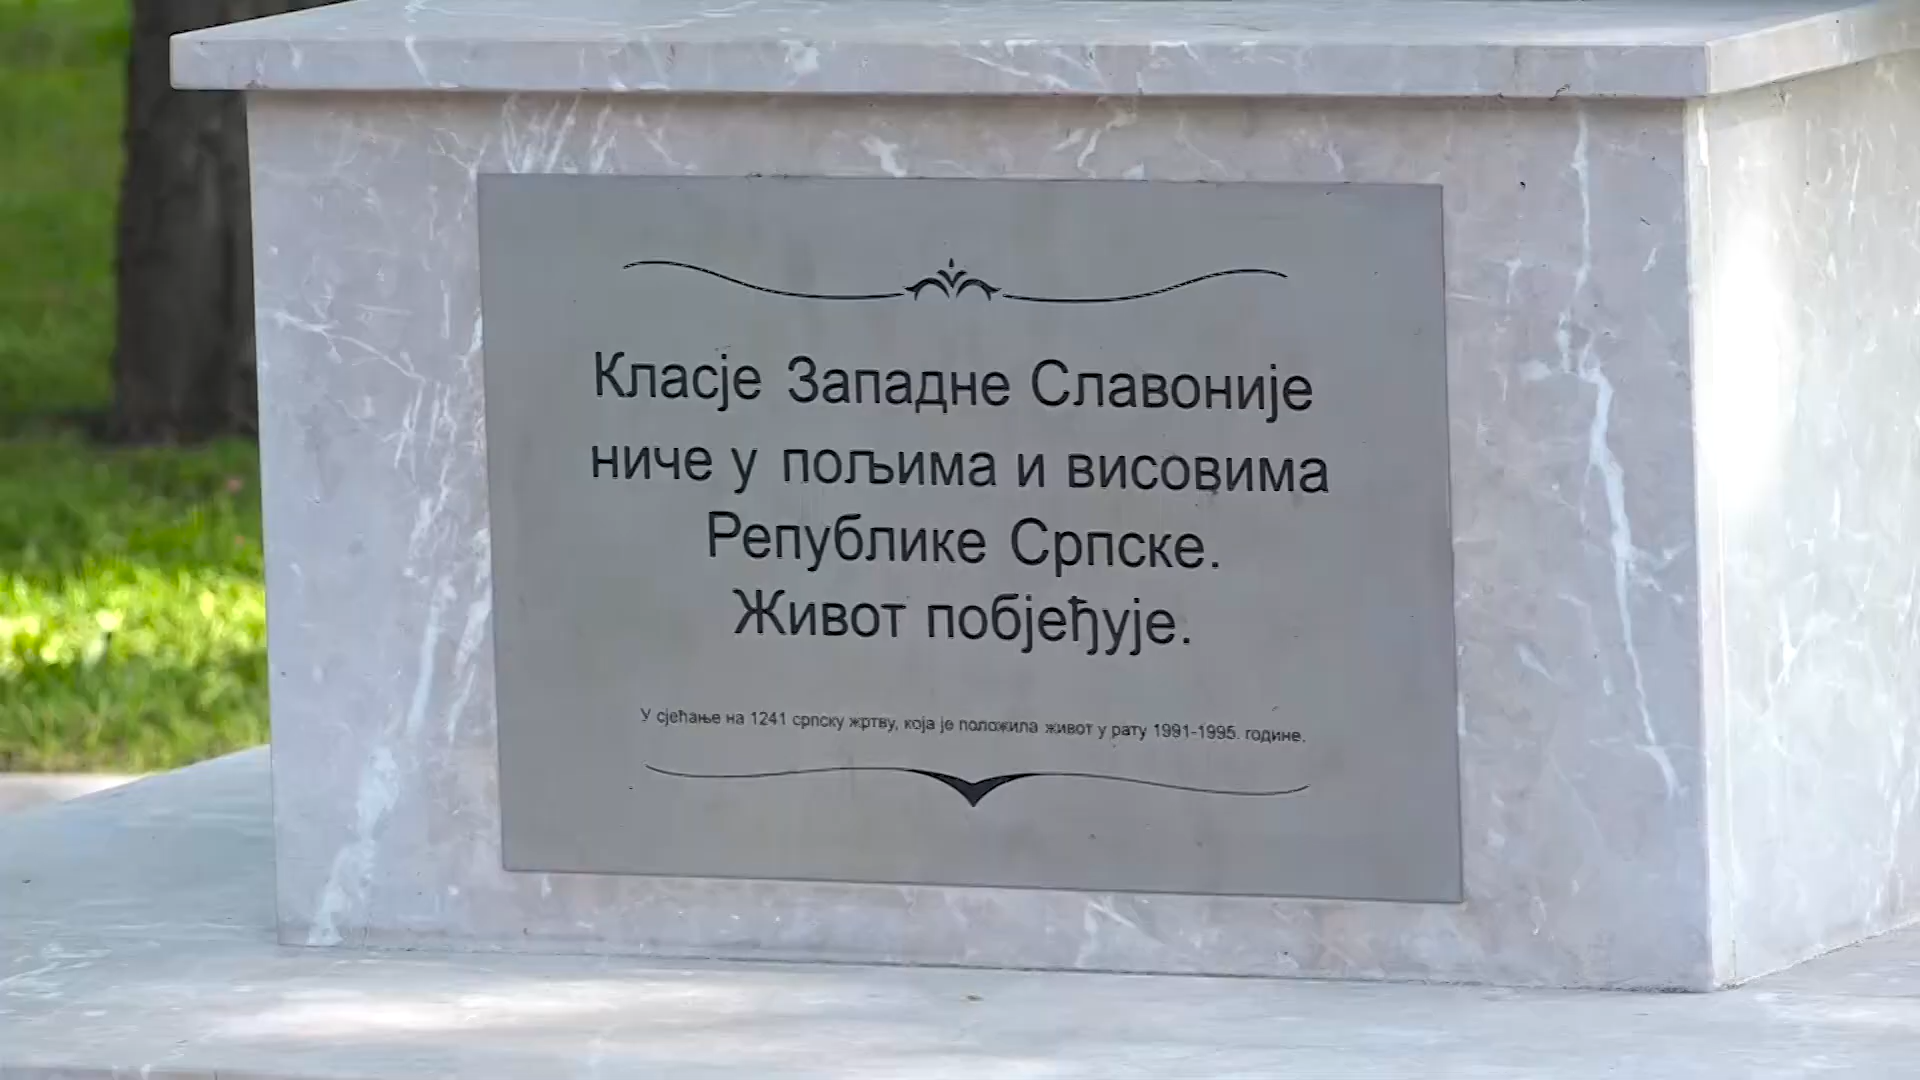 Класје Западне Славоније
ниче у пољима и висовима
Републике Српске.
Живот побјеђује.
У сјећање на 1241 српску жртву, која је положила живот у рату 1991-1995. године.